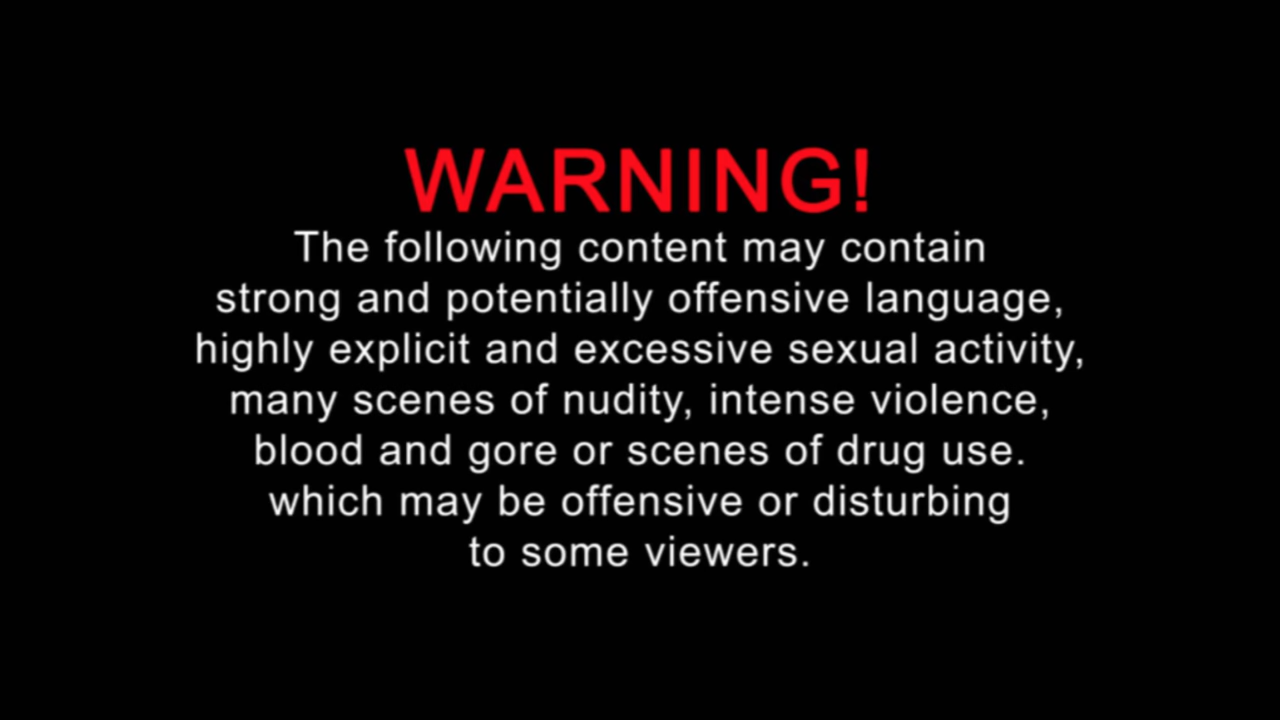 WARNING!
The following content may contain
strong and potentially offensive language,
highly explicit and excessive sexual activity,
many scenes of nudity, intense violence,
blood and gore or scenes of drug use.
which may be offensive or disturbing
to some viewers.